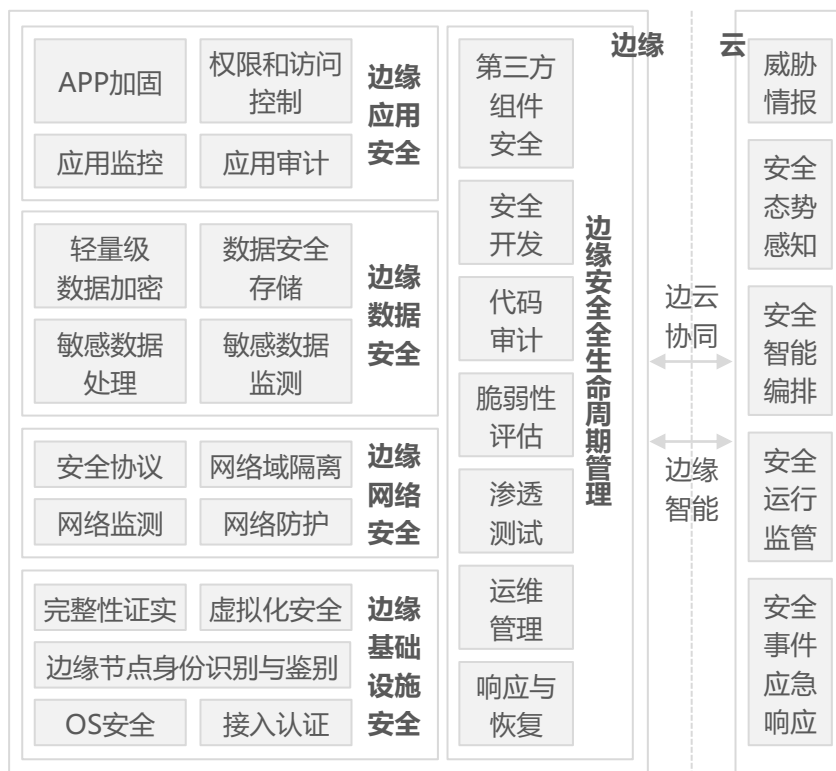 边缘
云
APP加固
权限和访问
控制
应用监控
应用审计
边缘
应用
安全
轻量级
数据加密
数据安全
存储
敏感数据
处理
敏感数据
监测
边缘
数据
安全
安全协议
网络域隔离
网络监测
网络防护
边缘
网络
安全
完整性证实
虚拟化安全
边缘节点身份识别与鉴别
OS安全
接入认证
边缘
基础
设施
安全
第三方
组件
安全
安全
开发
代码
审计
脆弱性
评估
渗透
测试
运维
管理
响应与
恢复
边缘安全全生命周期管理
边云
协同
边缘
智能
威胁
情报
安全
态势
感知
安全
智能
编排
安全
运行
监管
安全
事件
应急
响应